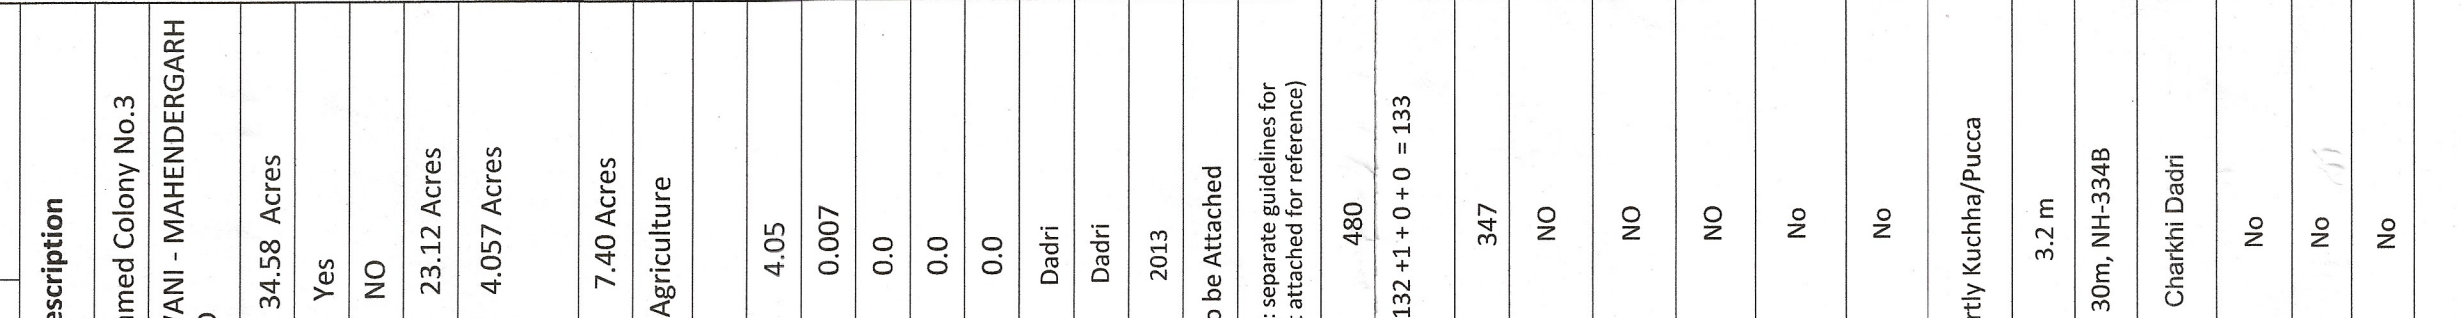 escription
amed Colony No.3
VANI - MAHENDERGARH
34.58 Acres
Yes
NO
23.12 Acres
4.057 Acres
7.40 Acres
Agriculture
4.05
0.007
0.0
0.0
0.0
Dadri
Dadri
2013
o be Attached
: separate guidelines for
: attached for reference)
480
132 +1 + 0 + 0 = 133
347
NO
NO
NO
No
No
rtly Kuchha/Pucca
3.2 m
30m, NH-334B
Charkhi Dadri
No
No
No